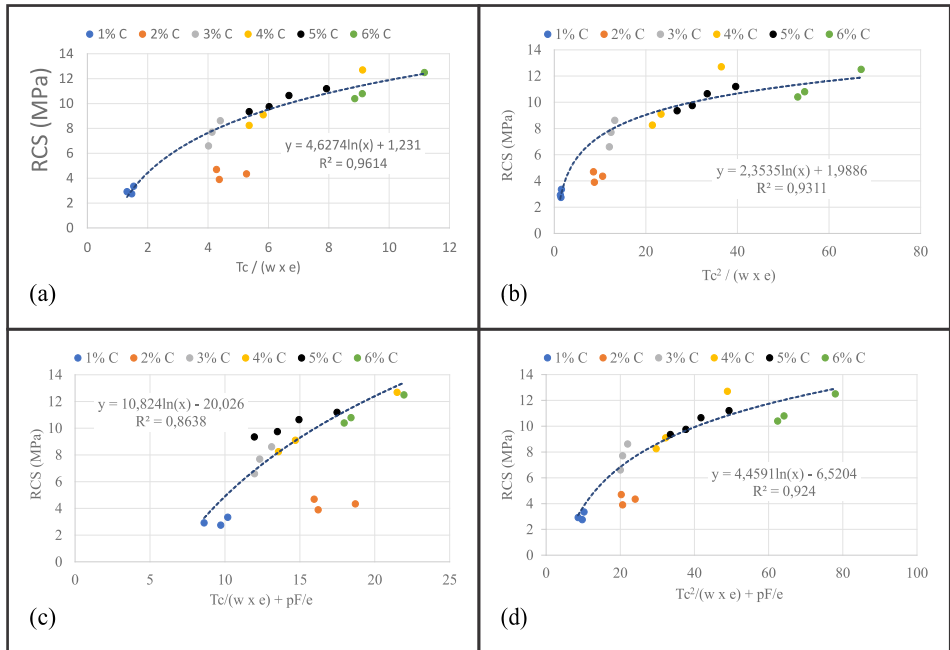 1% C 2% C 3% C 4% C 5% C 6% C
14
12
10
8
6
4
2
0
RCS (MPa)
y = 4,6274ln(x) + 1,231
R² = 0,9614
0 2 4 6 8 10 12
Tc / (w x e)
(a)
1% C 2% C 3% C 4% C 5% C 6% C
14
12
10
8
6
4
2
0
RCS (MPa)
y = 2,3535ln(x) + 1,9886
R² = 0,9311
0 20 40 60 80
Tc² / (w x e)
(b)
1% C 2% C 3% C 4% C 5% C 6% C
14
12
10
8
6
4
2
0
RCS (MPa)
y = 10,824ln(x) - 20,026
R² = 0,8638
0 5 10 15 20 25
Tc/(w x e) + pF/e
(c)
1% C 2% C 3% C 4% C 5% C 6% C
14
12
10
8
6
4
2
0
RCS (MPa)
y = 4,4591ln(x) - 6,5204
R² = 0,924
0 20 40 60 80 100
Tc²/(w x e) + pF/e
(d)